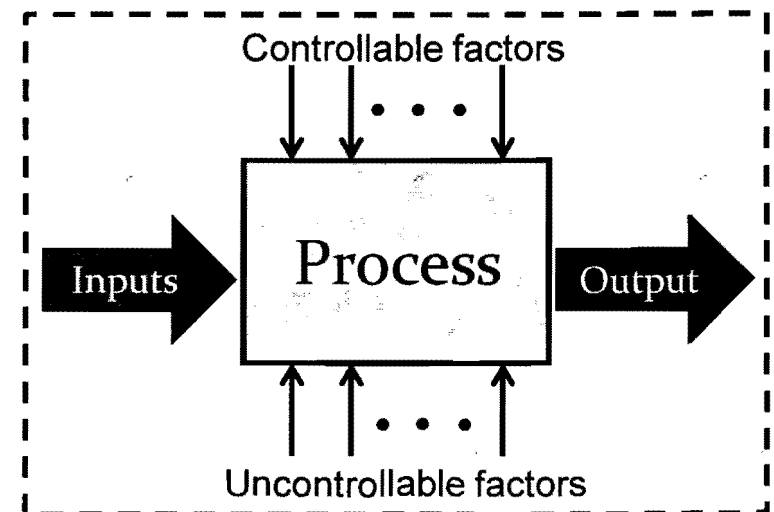 Controllable factors
Inputs
Process
Output
Uncontrollable factors